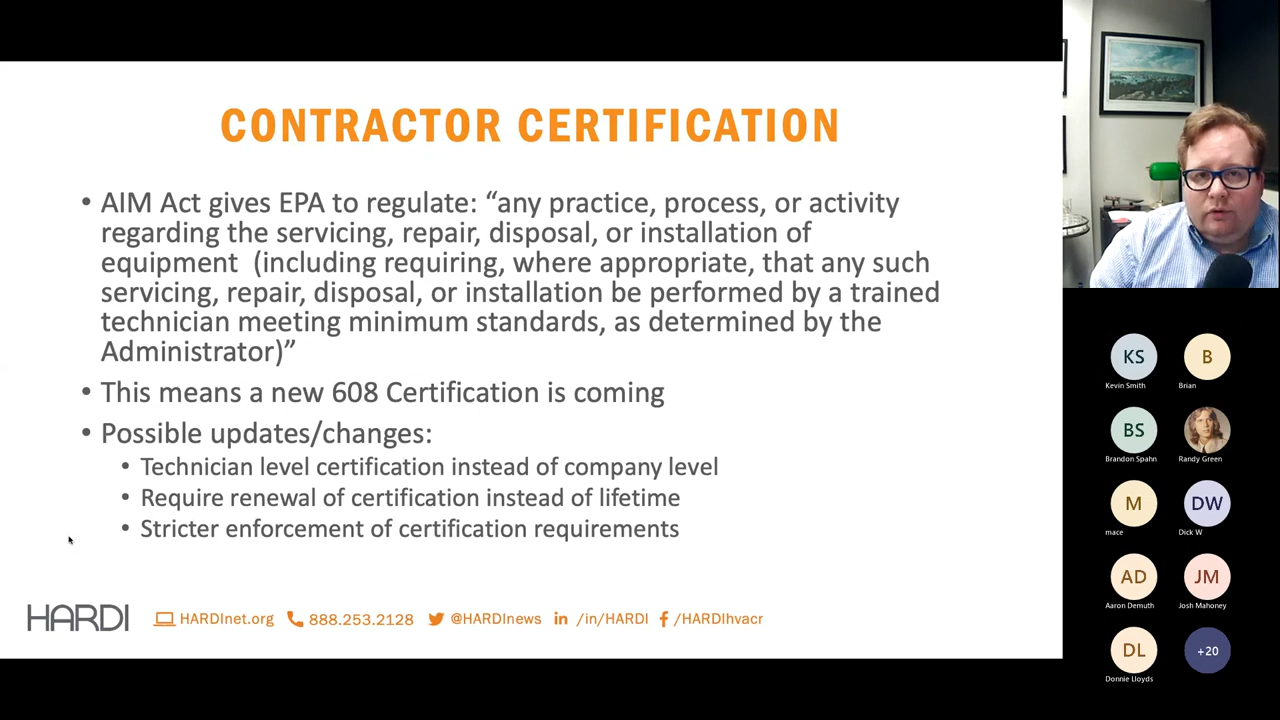 CONTRACTOR CERTIFICATION
• AIM Act gives EPA to regulate: “any practice, process, or activity
regarding the servicing, repair, disposal, or installation of
equipment  (including requiring, where appropriate, that any such
servicing, repair, disposal, or installation be performed by a trained
technician meeting minimum standards, as determined by the
Administrator)”
• This means a new 608 Certification is coming
• Possible updates/changes:
• Technician level certification instead of company level
• Require renewal of certification instead of lifetime
• Stricter enforcement of certification requirements
HARDI HARDInet.org 888.253.2128 @HARDInews in /in/HARDI f /HARDIhvacr
KS B
Kevin Smith Brian
BS
Brandon Spahn Randy Green
M DW
mace Dick W
AD JM
Aaron Demuth Josh Mahoney
DL +20
Donnie Lloyds